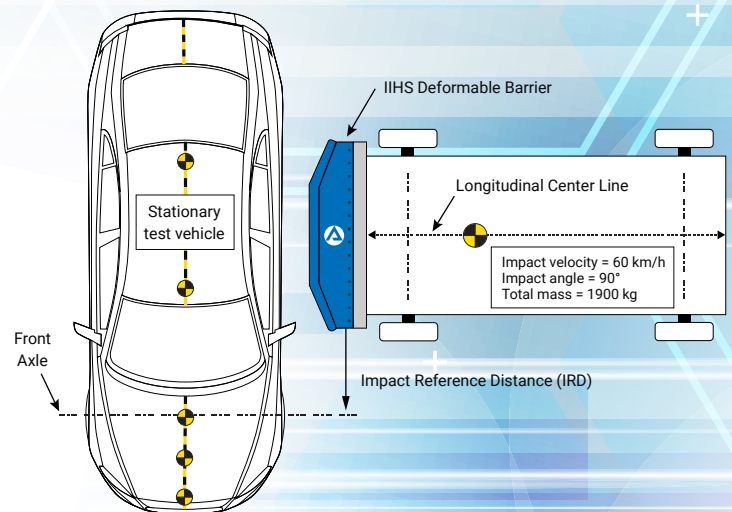 IIHS Deformable Barrier
Longitudinal Center Line
Stationary
test vehicle
Impact velocity = 60 km/h
Impact angle = 90°
Total mass = 1900 kg
Front
Axle
Impact Reference Distance (IRD)